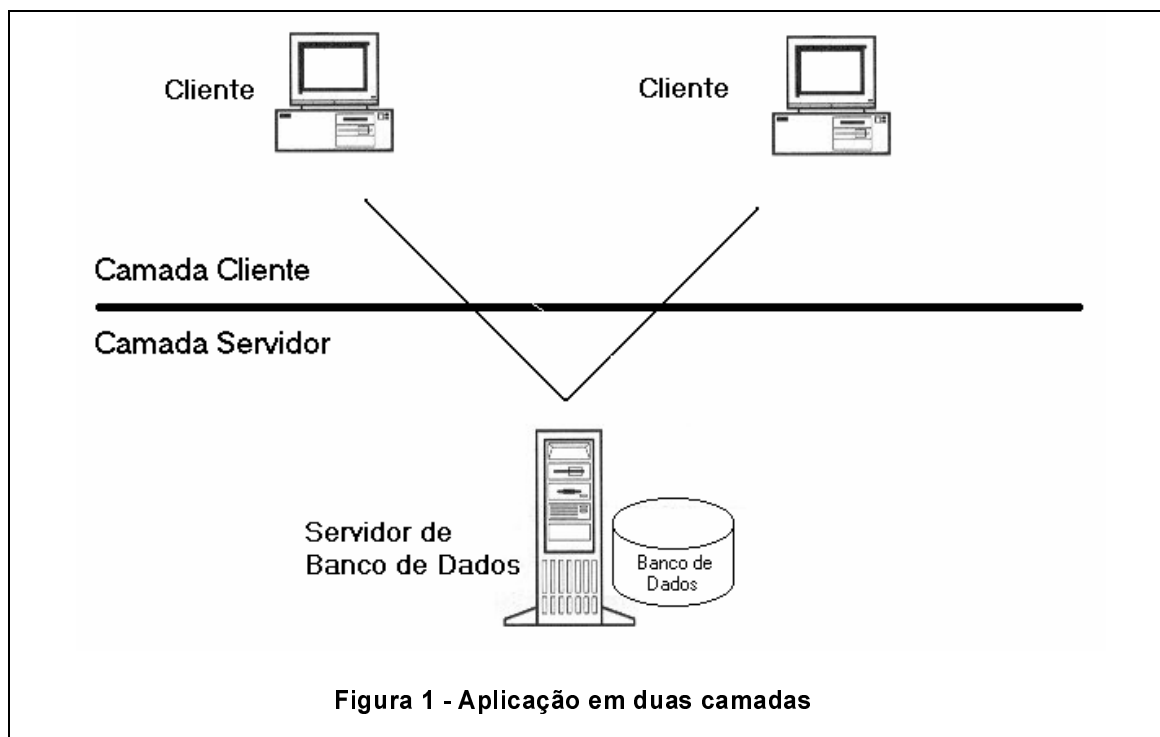 Cliente
Cliente
Camada Cliente
Camada Servidor
Servidor de
Banco de Dados
Banco de
Dados
Figura 1 - Aplicação em duas camadas